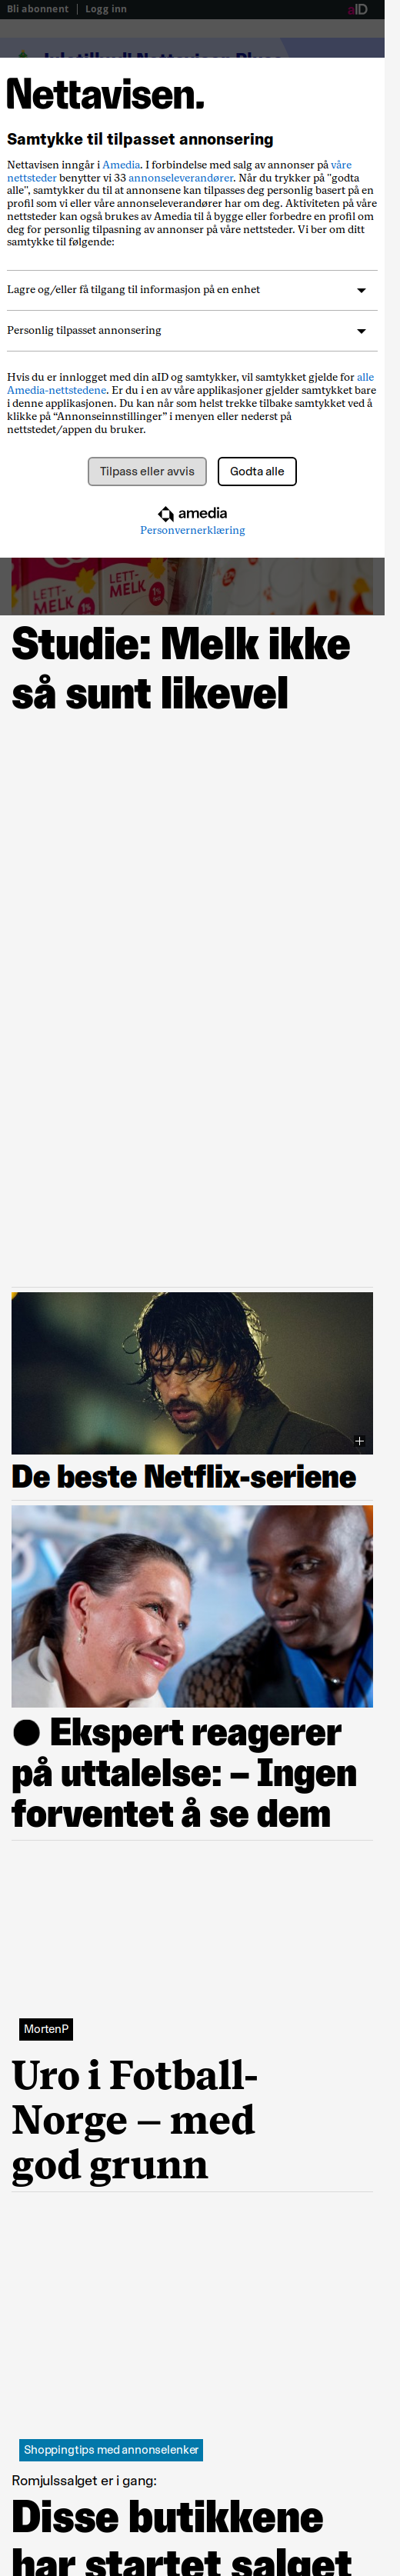 Bli abonnent | Logg inn
aID
Nettavisen.
Samtykke til tilpasset annonsering
Nettavisen inngår i Amedia. I forbindelse med salg av annonser på våre
nettsteder benytter vi 33 annonseleverandører. Når du trykker på "godta
alle", samtykker du til at annonsene kan tilpasses deg personlig basert på en
profil som vi eller våre annonseleverandører har om deg. Aktiviteten på våre
nettsteder kan også brukes av Amedia til å bygge eller forbedre en profil om
deg for personlig tilpasning av annonser på våre nettsteder. Vi ber om ditt
samtykke til følgende:
Lagre og/eller få tilgang til informasjon på en enhet
Personlig tilpasset annonsering
Hvis du er innlogget med din aID og samtykker, vil samtykket gjelde for alle
Amedia-nettstedene. Er du i en av våre applikasjoner gjelder samtykket bare
i denne applikasjonen. Du kan når som helst trekke tilbake samtykket ved å
klikke på “Annonseinnstillinger” i menyen eller nederst på
nettstedet/appen du bruker.
Tilpass eller avvis
Godta alle
amedia
Personvernerklæring
LETT-
MELK
LETT-
MELK
Studie: Melk ikke
så sunt likevel
De beste Netflix-seriene
Ekspert reagerer
på uttalelse: – Ingen
forventet å se dem
MortenP
Uro i Fotball-
Norge – med
god grunn
Shoppingtips med annonselenker
Romjulssalget er i gang:
Disse butikkene
har startet salget